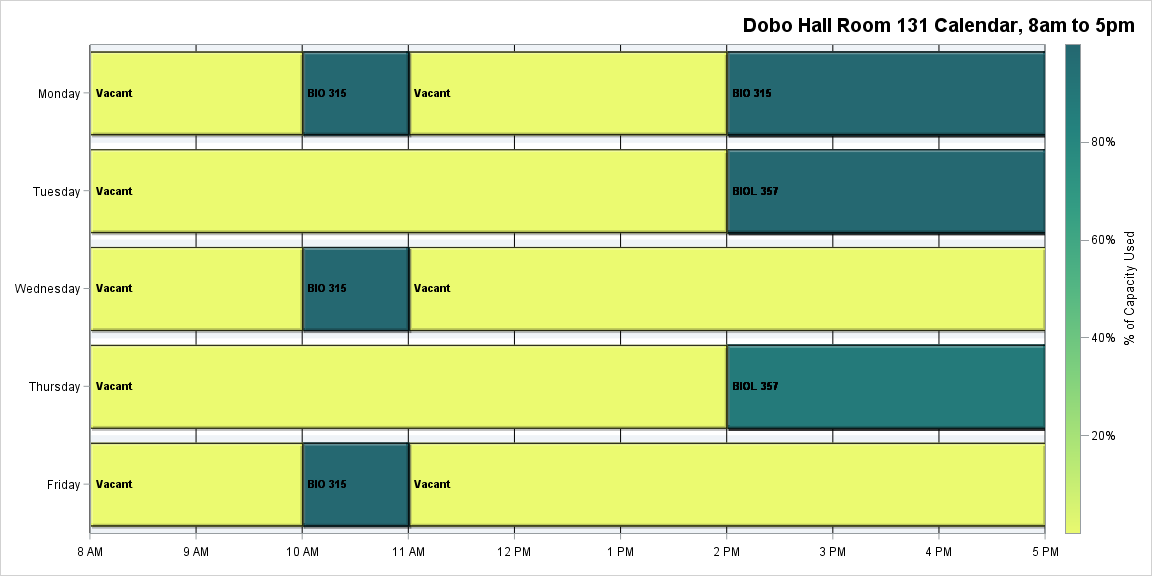 Dobo Hall Room 131 Calendar, 8am to 5pm
Monday Vacant BIO 315 Vacant BIO 315
80%
Tuesday Vacant BIOL 357
60%
% of Capacity Used
Wednesday Vacant BIO 315 Vacant
40%
Thursday Vacant BIOL 357
20%
Friday Vacant BIO 315 Vacant
8 AM 9 AM 10 AM 11 AM 12 PM 1 PM 2 PM 3 PM 4 PM 5 PM